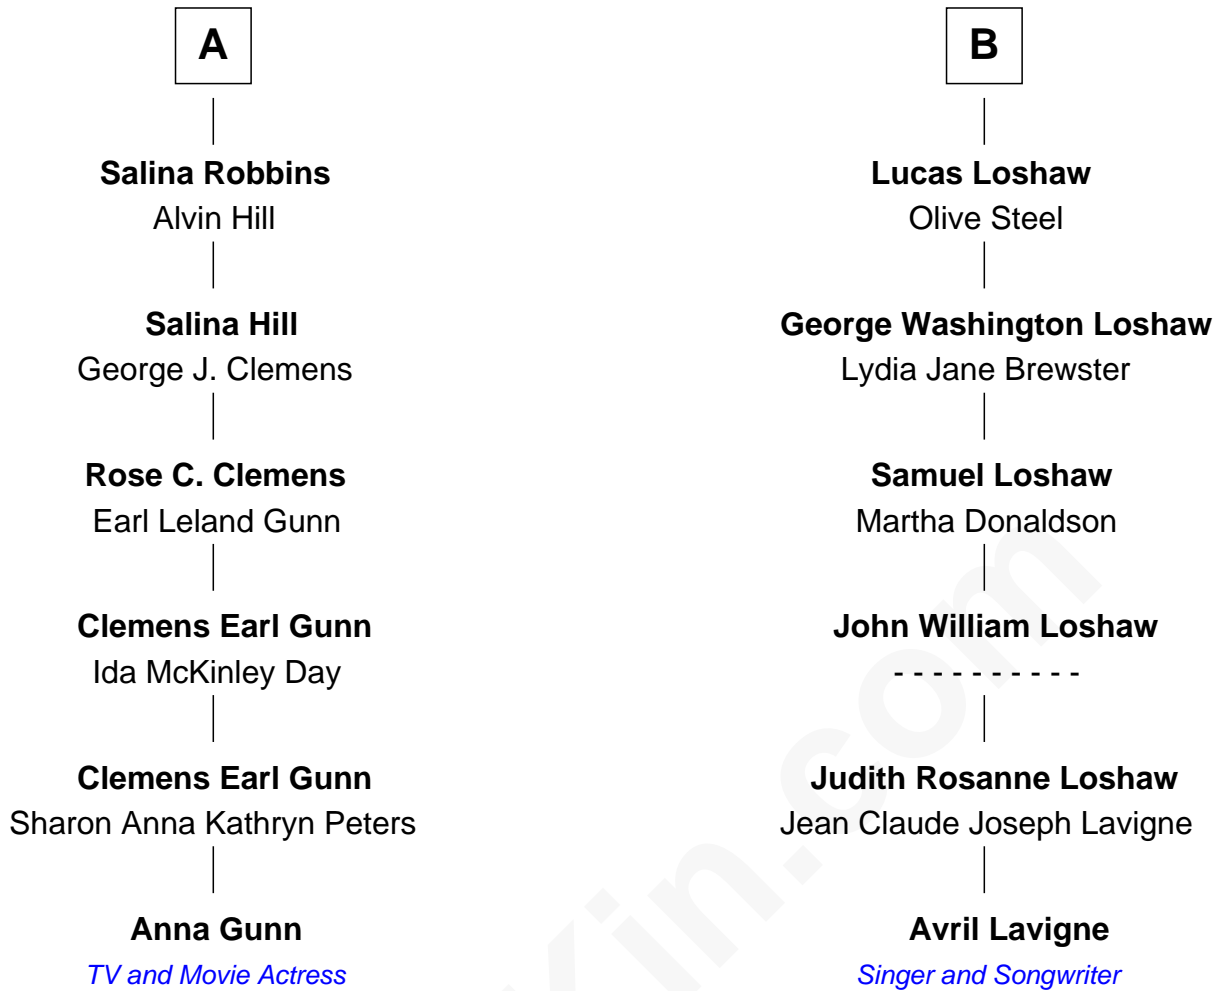 A
Salina Robbins
Alvin Hill
Salina Hill
George J. Clemens
Rose C. Clemens
Earl Leland Gunn
Clemens Earl Gunn
Ida McKinley Day
Clemens Earl Gunn
Sharon Anna Kathryn Peters
Anna Gunn
TV and Movie Actress
B
Lucas Loshaw
Olive Steel
George Washington Loshaw
Lydia Jane Brewster
Samuel Loshaw
Martha Donaldson
John William Loshaw
- - - - - - - - - -
Judith Rosanne Loshaw
Jean Claude Joseph Lavigne
Avril Lavigne
Singer and Songwriter